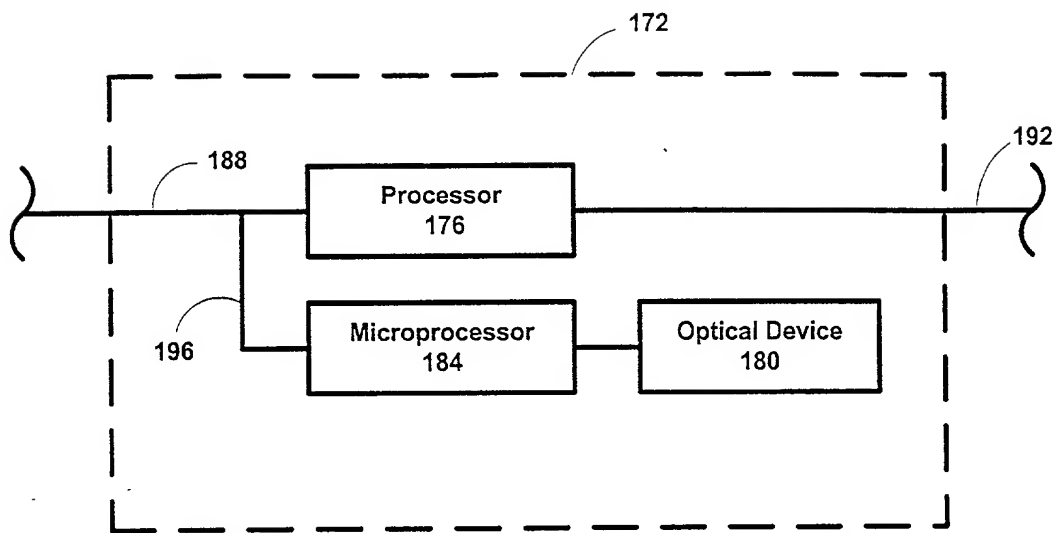 172
188
192
Processor
176
196
Microprocessor
184
Optical Device
180